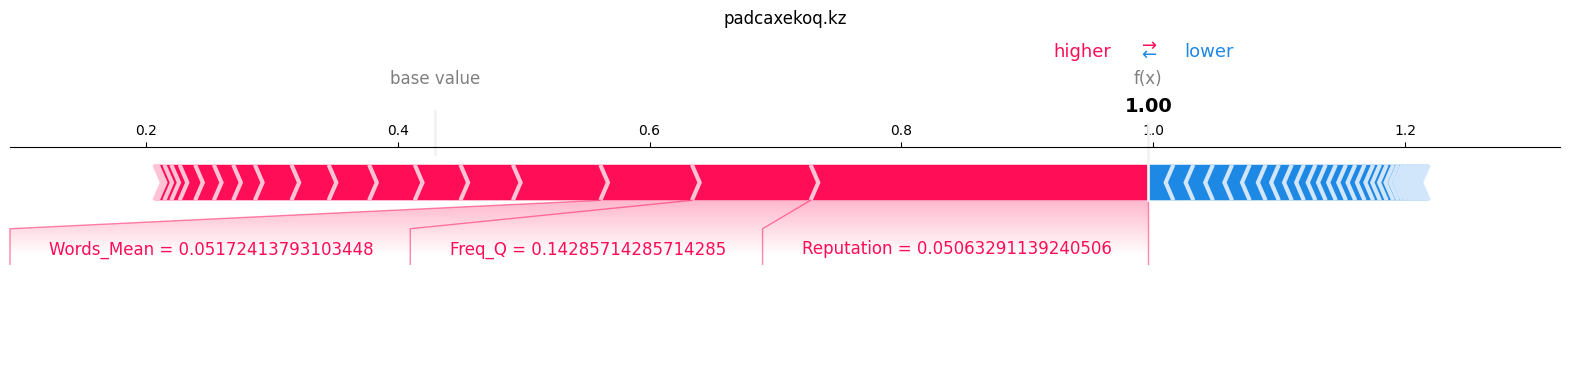 padcaxekoq.kz
higher ⇄ lower
base value f(x)
1.00
0.2 0.4 0.6 0.8 1.0 1.2
Words_Mean = 0.05172413793103448 Freq_Q = 0.14285714285714285 Reputation = 0.05063291139240506